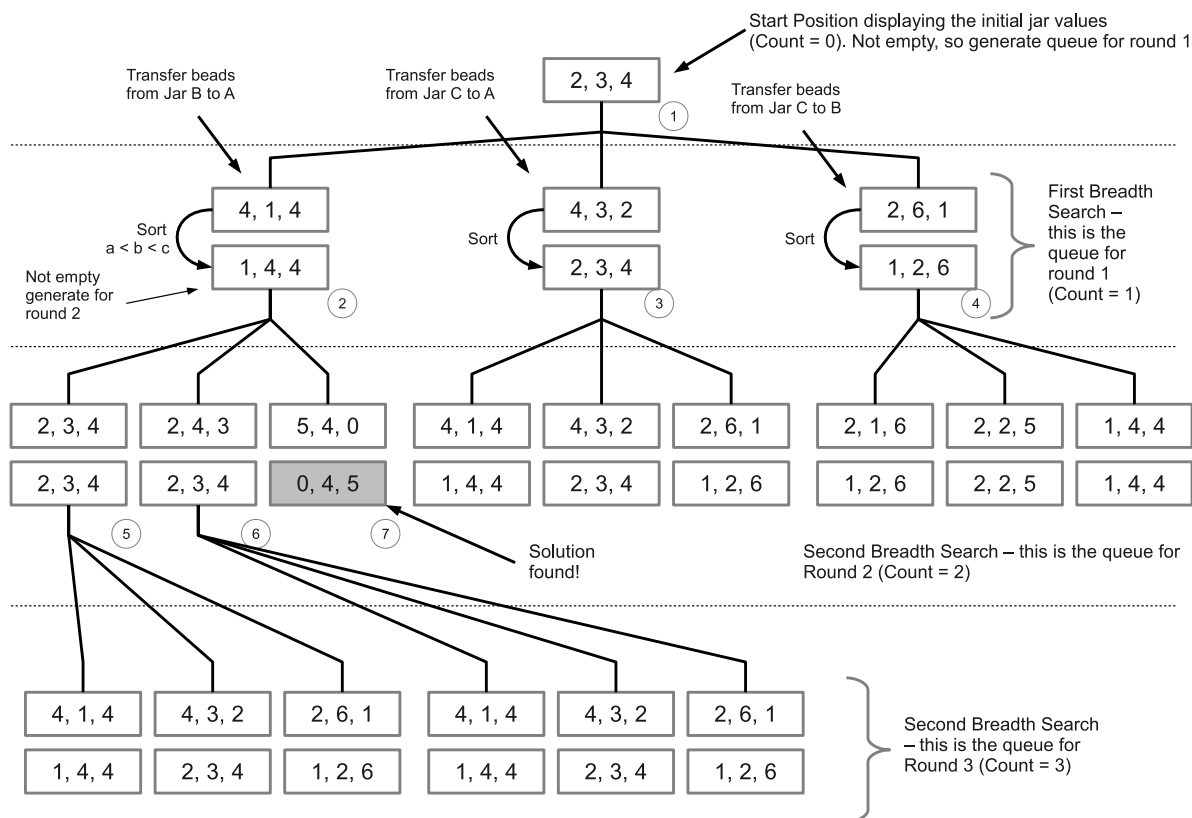 Start Position displaying the initial jar values
(Count = 0). Not empty, so generate queue for round 1
Transfer beads
from Jar B to A
Transfer beads
from Jar C to A
2, 3, 4
Transfer beads
from Jar C to B
1
4, 1, 4
4, 3, 2
2, 6, 1
Sort
a < b < c
Sort
Sort
1, 4, 4
2, 3, 4
1, 2, 6
First Breadth
Search –
this is the
queue for
round 1
(Count = 1)
Not empty
generate for
round 2
2
3
4
2, 3, 4
2, 4, 3
5, 4, 0
4, 1, 4
4, 3, 2
2, 6, 1
2, 1, 6
2, 2, 5
1, 4, 4
2, 3, 4
2, 3, 4
0, 4, 5
1, 4, 4
2, 3, 4
1, 2, 6
1, 2, 6
2, 2, 5
1, 4, 4
5
6
7
Solution
found!
Second Breadth Search – this is the queue for
Round 2 (Count = 2)
4, 1, 4
4, 3, 2
2, 6, 1
4, 1, 4
4, 3, 2
2, 6, 1
1, 4, 4
2, 3, 4
1, 2, 6
1, 4, 4
2, 3, 4
1, 2, 6
Second Breadth Search
– this is the queue for
Round 3 (Count = 3)